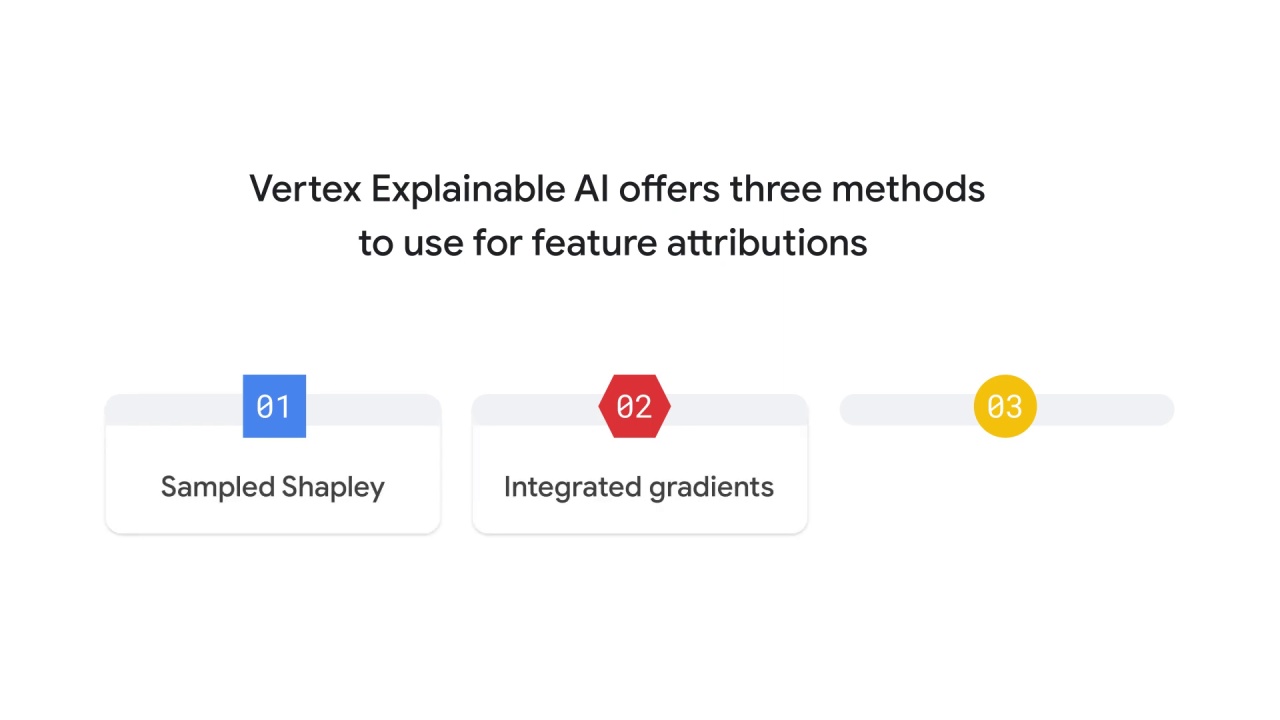 Vertex Explainable AI offers three methods
to use for feature attributions
01
Sampled Shapley
02
Integrated gradients
03